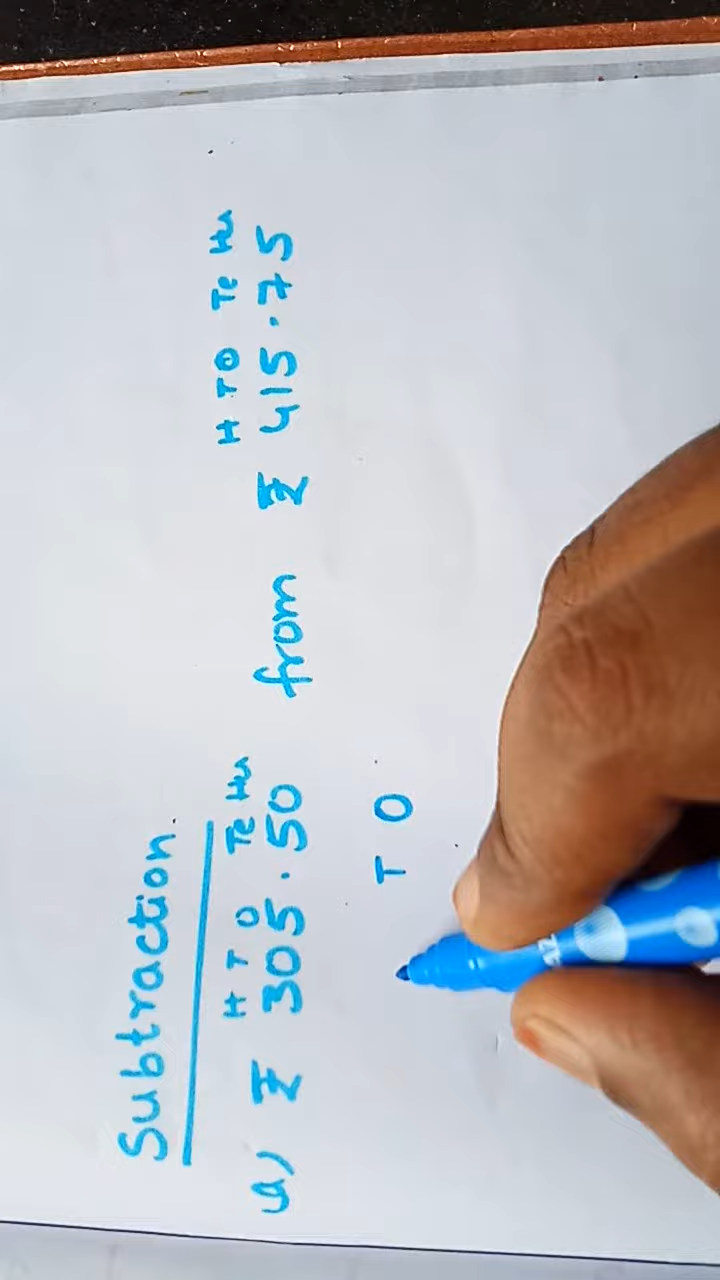 Subtraction.
H T O Te Hu H T O Te Hu
a) ₹ 305.50 from ₹ 415.75
T O